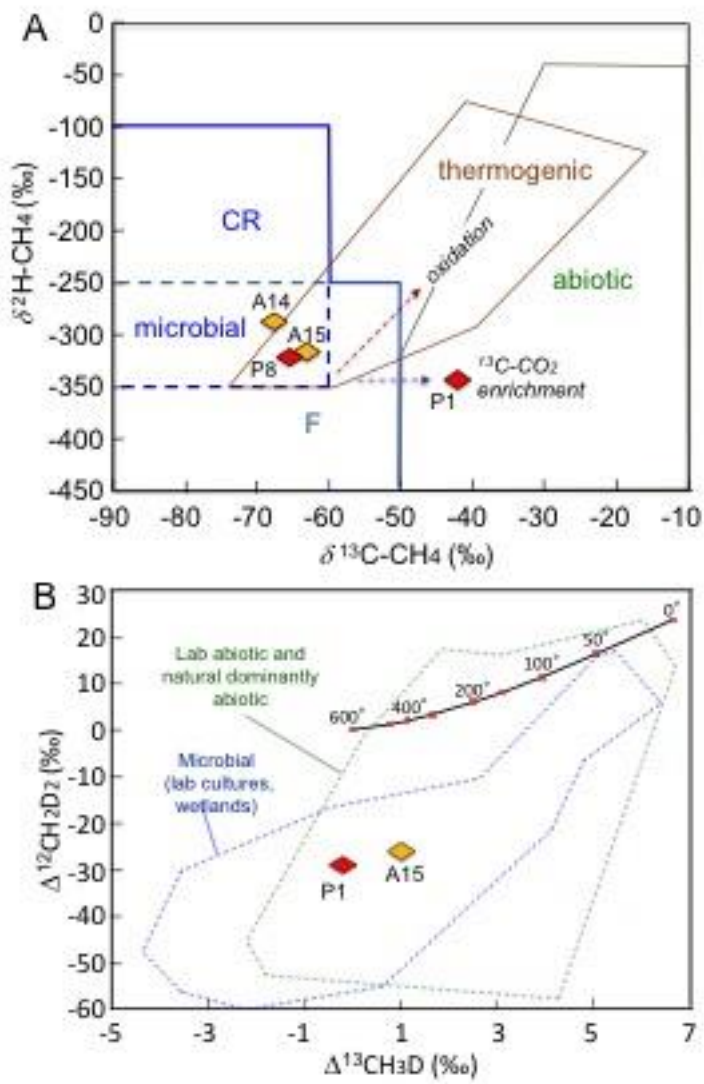 A
0
-50
-100
-150
-200
-250
-300
-350
-400
-450
δ²H-CH4 (‰)
thermogenic
CR
oxidation
abiotic
A14
microbial
A15
P8
¹³C-CO₂
enrichment
P1
F
-90 -80 -70 -60 -50 -40 -30 -20 -10
δ ¹³C-CH4 (‰)
B
30
20
10
0
-10
-20
-30
-40
-50
-60
Δ¹²CH₂D₂ (‰)
0°
50°
100°
200°
400°
600°
Lab abiotic and
natural dominantly
abiotic
Microbial
(lab cultures,
wetlands)
P1
A15
-5 -3 -1 1 3 5 7
Δ¹³CH₃D (‰)